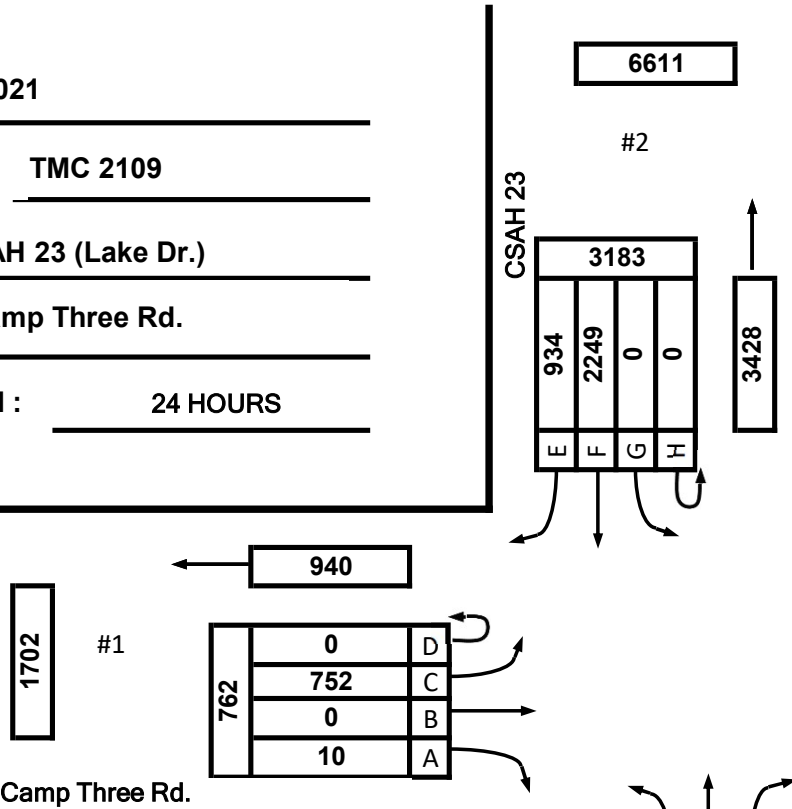 021
TMC 2109
AH 23 (Lake Dr.)
mp Three Rd.
:
24 HOURS
6611
#2
CSAH 23
3183
934
2249
0
0
3428
E
F
G
H
940
1702
#1
762
0
D
752
C
0
B
10
A
Camp Three Rd.